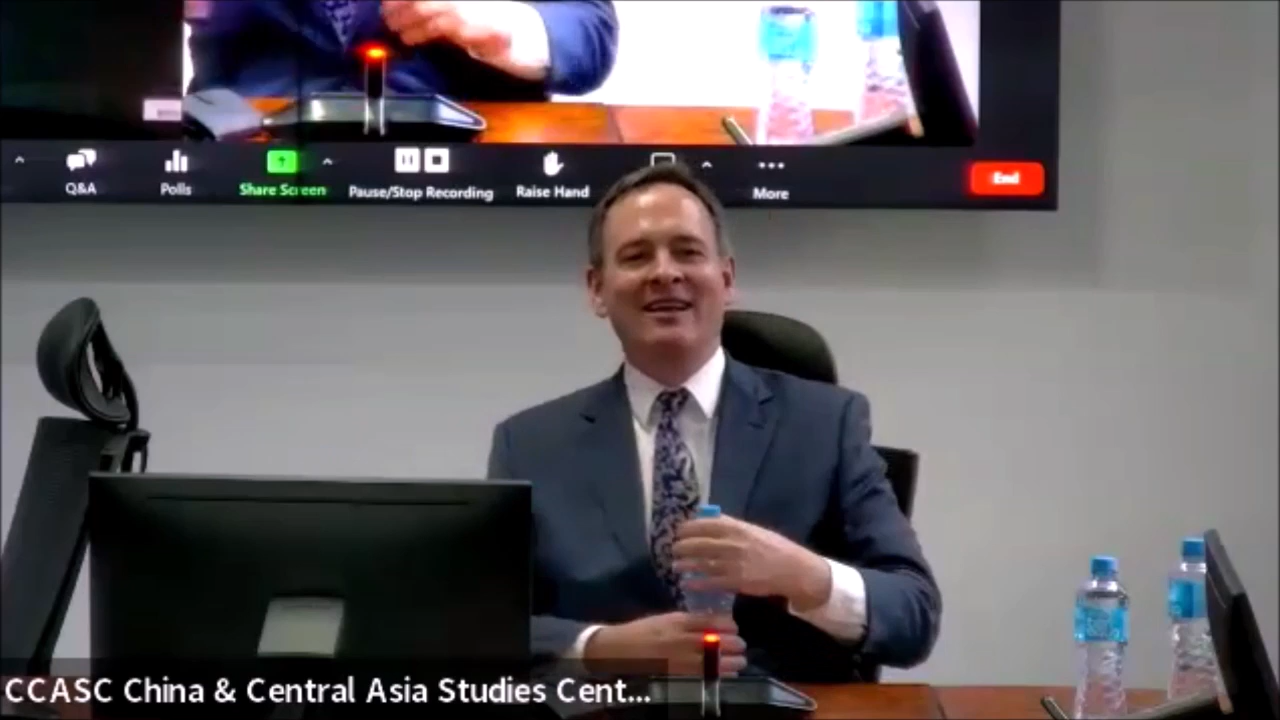 Q&A
Polls
Share Screen
Pause/Stop Recording
Raise Hand
More
End
CCASC China & Central Asia Studies Cent...